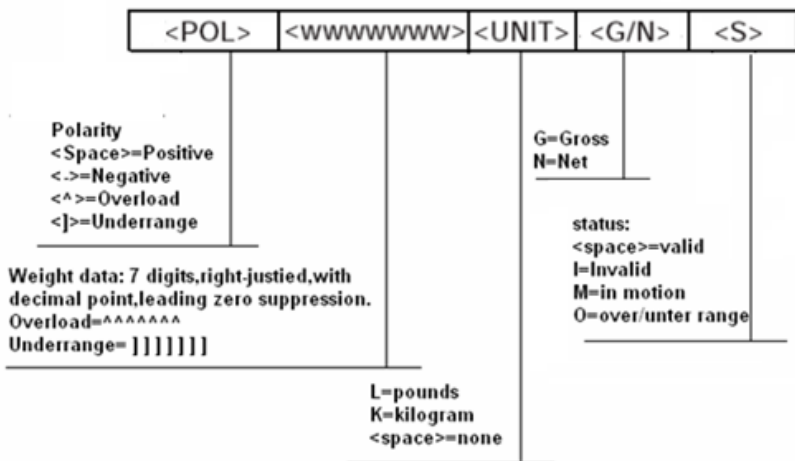 <POL> <wwwwwww> <UNIT> <G/N> <S>
Polarity
<Space>=Positive
<->=Negative
<^>=Overload
<]>=Underrange
G=Gross
N=Net
status:
<space>=valid
I=Invalid
M=in motion
O=over/unter range
Weight data: 7 digits,right-justied,with
decimal point,leading zero suppression.
Overload=^^^^^^^
Underrange= ] ] ] ] ] ] ]
L=pounds
K=kilogram
<space>=none